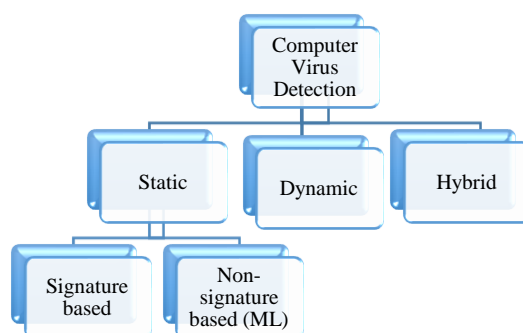 Computer
Virus
Detection
Static
Dynamic
Hybrid
Signature
based
Non-
signature
based (ML)